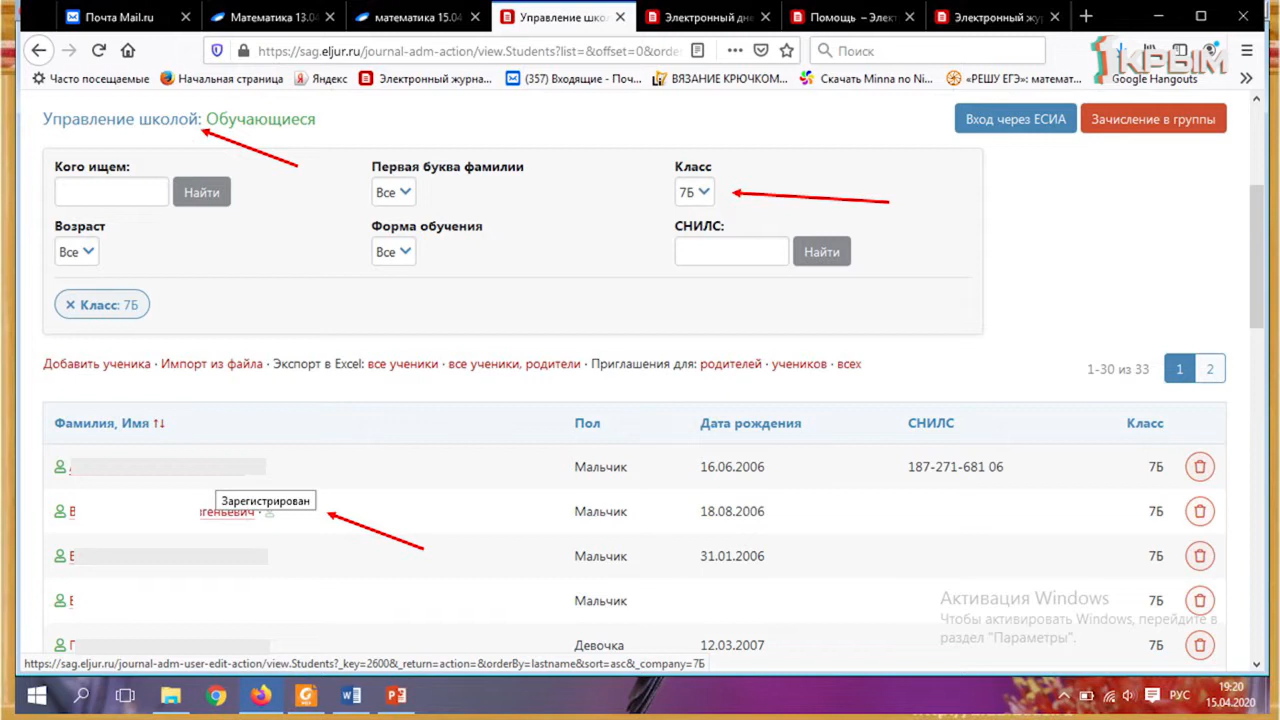 Почта Mail.ru
Математика 13.04
математика 15.04
Управление школ
Электронный дне
Помощь – Элект
Электронный жу
https://sag.eljur.ru/journal-adm-action/view.Students?list=&offset=0&orde
Поиск
1 КРЫМ
Часто посещаемые
Начальная страница
Яндекс
Электронный журна...
(357) Входящие - Поч...
ВЯЗАНИЕ КРЮЧКОМ...
Скачать Minna no Ni...
«РЕШУ ЕГЭ»: математ...
Google Hangouts
Управление школой: Обучающиеся
Вход через ЕСИА
Зачисление в группы
Кого ищем:
Первая буква фамилии
Класс
Найти
Все
7Б
Возраст
Форма обучения
СНИЛС:
Все
Все
Найти
× Класс: 7Б
Добавить ученика · Импорт из файла · Экспорт в Excel: все ученики · все ученики, родители · Приглашения для: родителей · учеников · всех
1-30 из 33
1
2
Фамилия, Имя ↑↓
Пол
Дата рождения
СНИЛС
Класс
Мальчик
16.06.2006
187-271-681 06
7Б
Зарегистрирован
В
геньевич ·
Мальчик
18.08.2006
7Б
Мальчик
31.01.2006
7Б
Мальчик
7Б
Девочка
12.03.2007
7Б
Активация Windows
Чтобы активировать Windows, перейдите в
раздел "Параметры".
https://sag.eljur.ru/journal-adm-user-edit-action/view.Students?_key=2600&_return=action=&orderBy=lastname&sort=asc&_company=7Б
РУС
19:20
15.04.2020